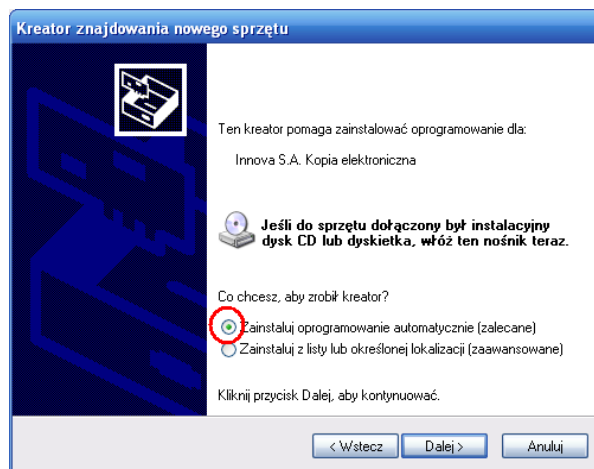 Kreator znajdowania nowego sprzętu
Ten kreator pomaga zainstalować oprogramowanie dla:
Innova S.A. Kopia elektroniczna
Jeśli do sprzętu dołączony był instalacyjny
dysk CD lub dyskietka, włóż ten nośnik teraz.
Co chcesz, aby zrobił kreator?
Zainstaluj oprogramowanie automatycznie (zalecane)
Zainstaluj z listy lub określonej lokalizacji (zaawansowane)
Kliknij przycisk Dalej, aby kontynuować.
< Wstecz Dalej > Anuluj